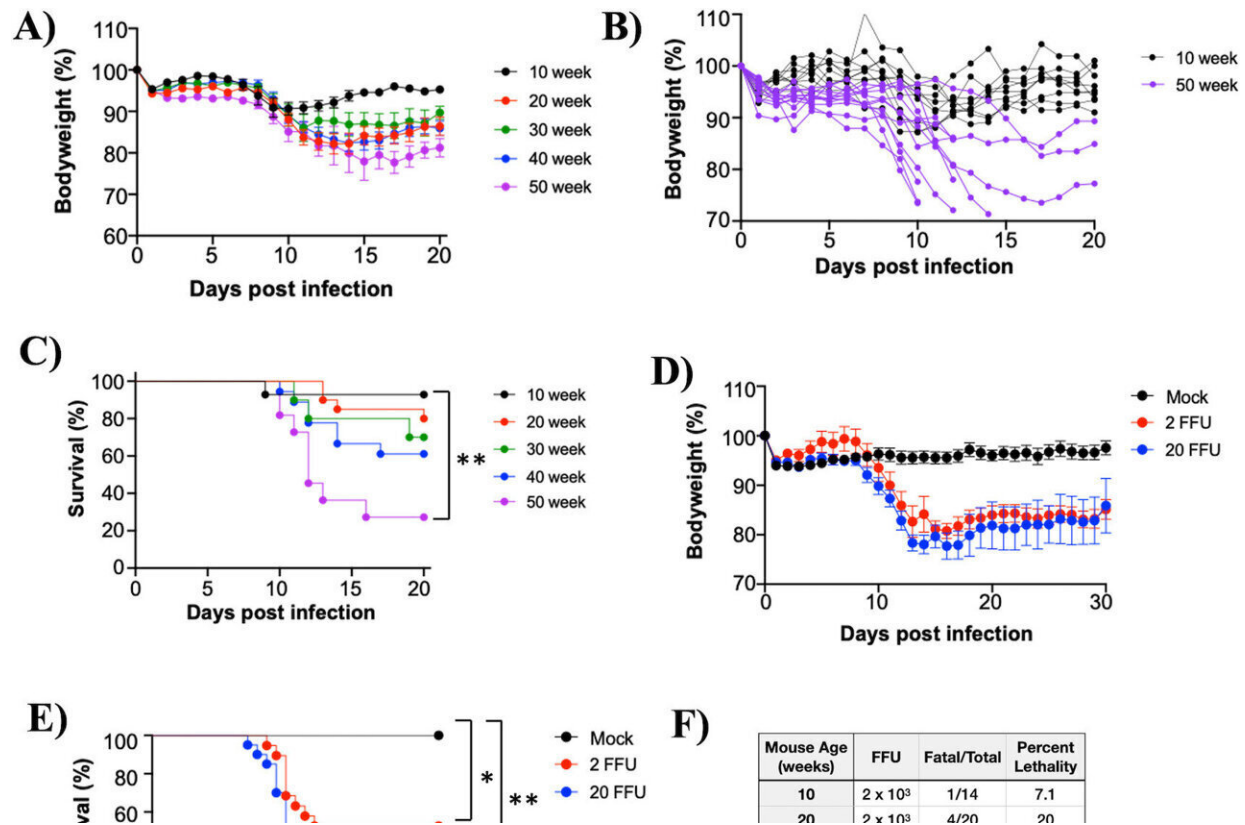 A)
110
100
90
80
70
60
Bodyweight (%)
0 5 10 15 20
Days post infection
10 week
20 week
30 week
40 week
50 week
B)
110
100
90
80
70
Bodyweight (%)
0 5 10 15 20
Days post infection
10 week
50 week
C)
100
80
60
40
20
0
Survival (%)
0 5 10 15 20
Days post infection
10 week
20 week
30 week
40 week
50 week
**
D)
110
100
90
80
70
Bodyweight (%)
0 10 20 30
Days post infection
Mock
2 FFU
20 FFU
E)
100
80
60
val (%)
*
**
Mock
2 FFU
20 FFU
F)
Mouse Age (weeks) FFU Fatal/Total Percent Lethality
10 2 x 10³ 1/14 7.1
20 2 x 10³ 4/20 20